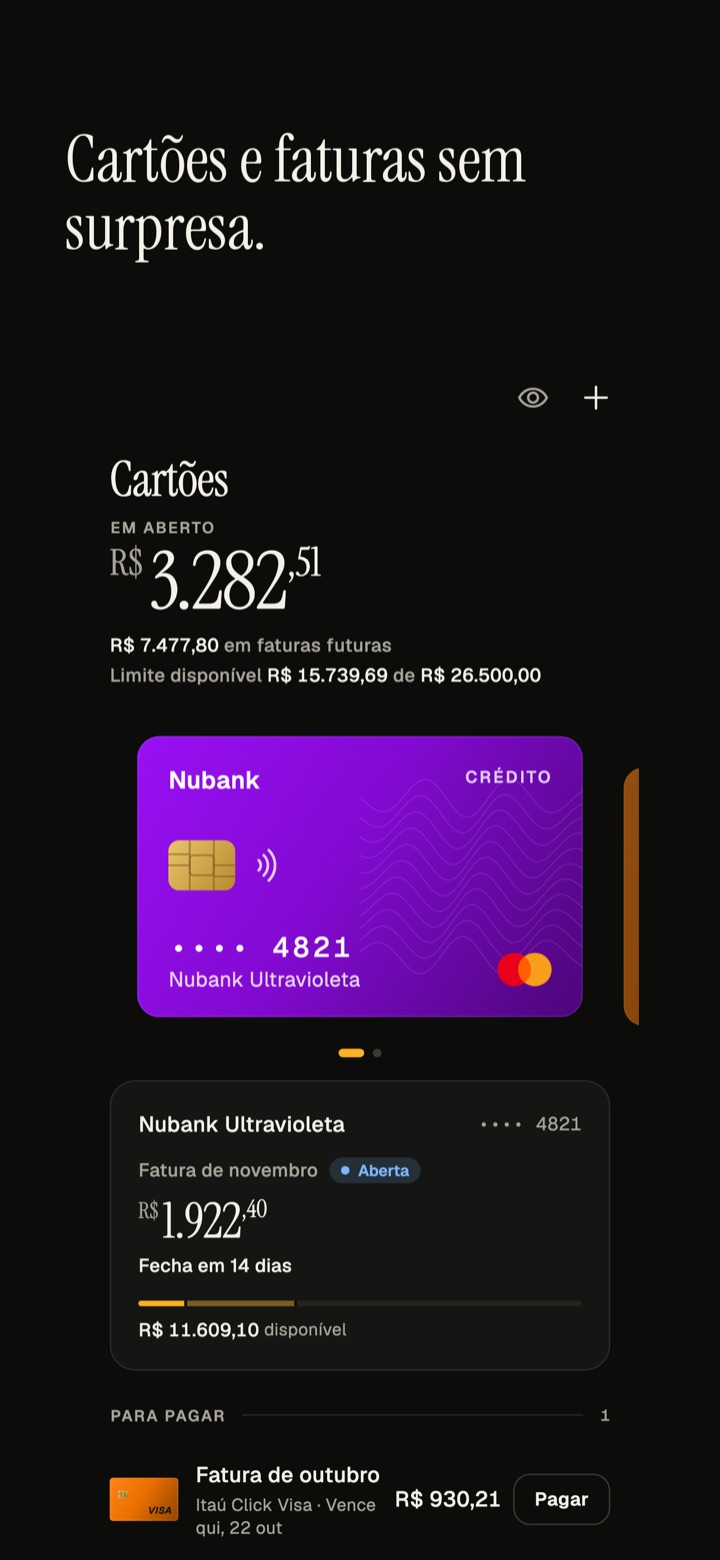 Cartões e faturas sem
surpresa.
Cartões
EM ABERTO
R$ 3.282,51
R$ 7.477,80 em faturas futuras
Limite disponível R$ 15.739,69 de R$ 26.500,00
Nubank CRÉDITO
•••• 4821
Nubank Ultravioleta
Nubank Ultravioleta •••• 4821
Fatura de novembro • Aberta
R$ 1.922,40
Fecha em 14 dias
R$ 11.609,10 disponível
PARA PAGAR 1
Fatura de outubro
VISA
Itaú Click Visa · Vence
qui, 22 out
R$ 930,21
Pagar